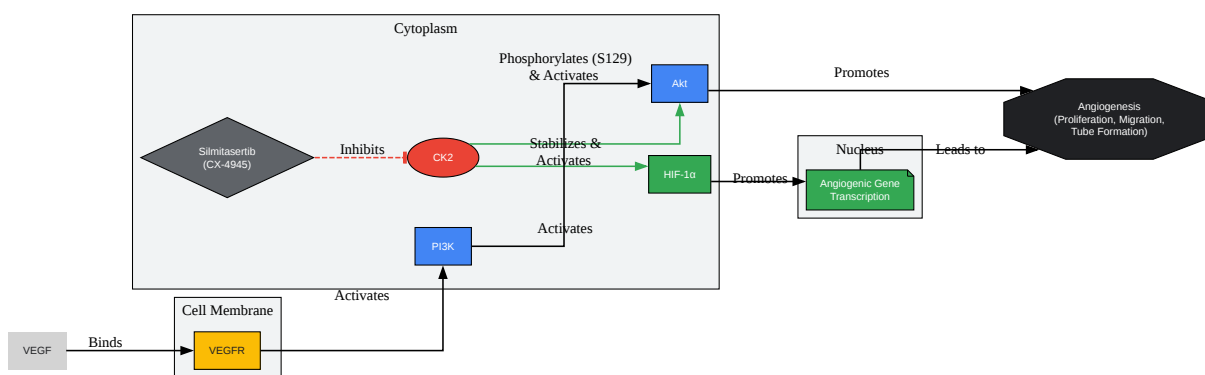 Cytoplasm
Phosphorylates (S129)
& Activates
Akt
Promotes
Angiogenesis
(Proliferation, Migration,
Tube Formation)
Silmitasertib
(CX-4945)
Inhibits
CK2
Stabilizes &
Activates
HIF-1α
Promotes
Nucleus
Angiogenic Gene
Transcription
Leads to
PI3K
Activates
Activates
Cell Membrane
VEGF
Binds
VEGFR